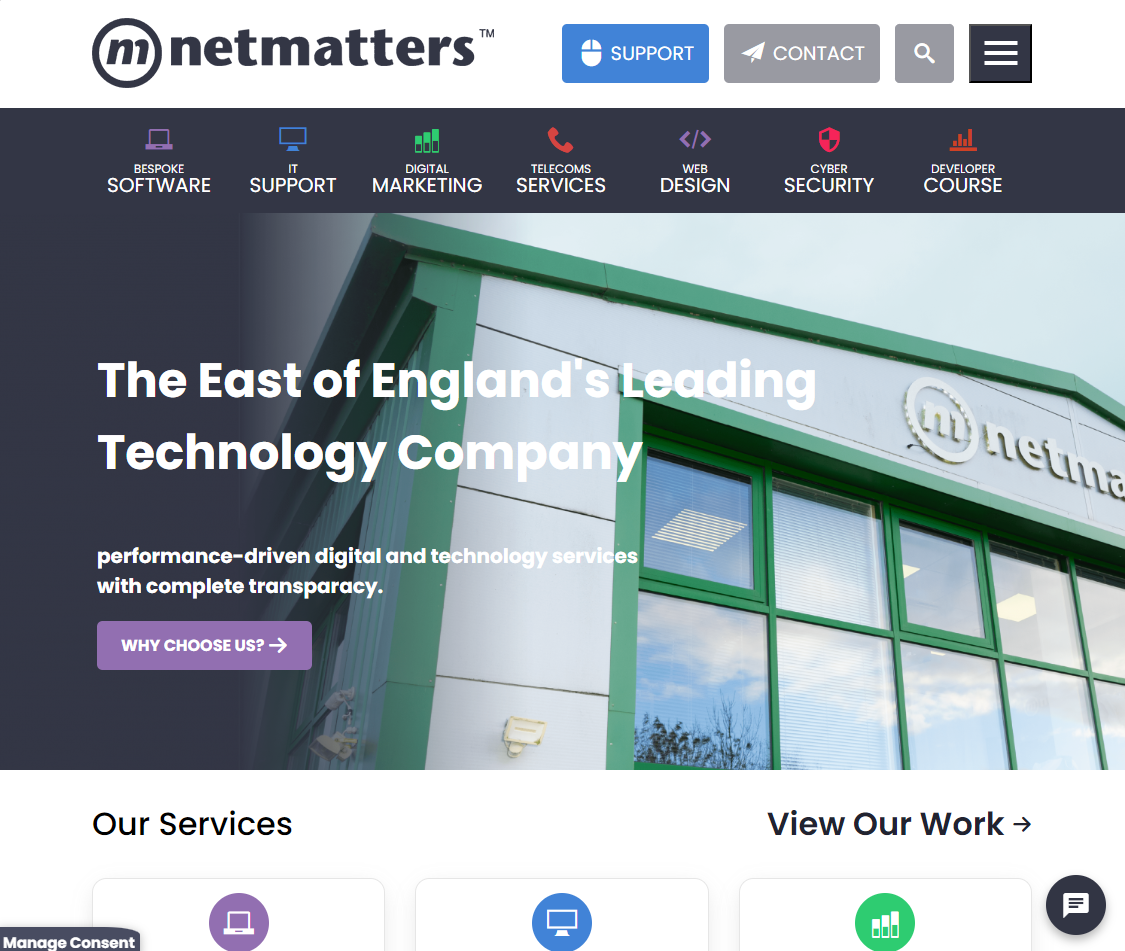 m netmatters™
SUPPORT
CONTACT
BESPOKE
SOFTWARE
IT
SUPPORT
DIGITAL
MARKETING
TELECOMS
SERVICES
WEB
DESIGN
CYBER
SECURITY
DEVELOPER
COURSE
The East of England's Leading
Technology Company
m netma
performance-driven digital and technology services
with complete transparacy.
WHY CHOOSE US? →
Our Services
View Our Work →
Manage Consent